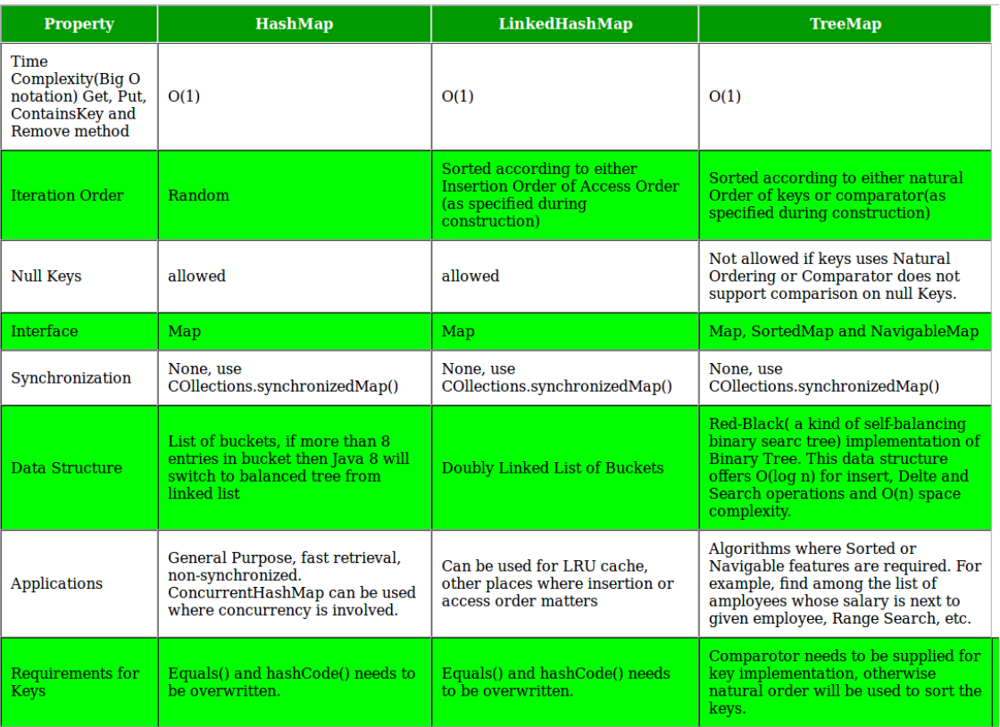 Property HashMap LinkedHashMap TreeMap
Time
Complexity(Big O
notation) Get, Put,
ContainsKey and
Remove method
O(1)
O(1)
O(1)
Iteration Order
Random
Sorted according to either
Insertion Order of Access Order
(as specified during
construction)
Sorted according to either natural
Order of keys or comparator(as
specified during construction)
Null Keys
allowed
allowed
Not allowed if keys uses Natural
Ordering or Comparator does not
support comparison on null Keys.
Interface
Map
Map
Map, SortedMap and NavigableMap
Synchronization
None, use
COllections.synchronizedMap()
None, use
COllections.synchronizedMap()
None, use
COllections.synchronizedMap()
Data Structure
List of buckets, if more than 8
entries in bucket then Java 8 will
switch to balanced tree from
linked list
Doubly Linked List of Buckets
Red-Black( a kind of self-balancing
binary searc tree) implementation of
Binary Tree. This data structure
offers O(log n) for insert, Delte and
Search operations and O(n) space
complexity.
Applications
General Purpose, fast retrieval,
non-synchronized.
ConcurrentHashMap can be used
where concurrency is involved.
Can be used for LRU cache,
other places where insertion or
access order matters
Algorithms where Sorted or
Navigable features are required. For
example, find among the list of
amployees whose salary is next to
given employee, Range Search, etc.
Requirements for
Keys
Equals() and hashCode() needs to
be overwritten.
Equals() and hashCode() needs
to be overwritten.
Comparotor needs to be supplied for
key implementation, otherwise
natural order will be used to sort the
keys.